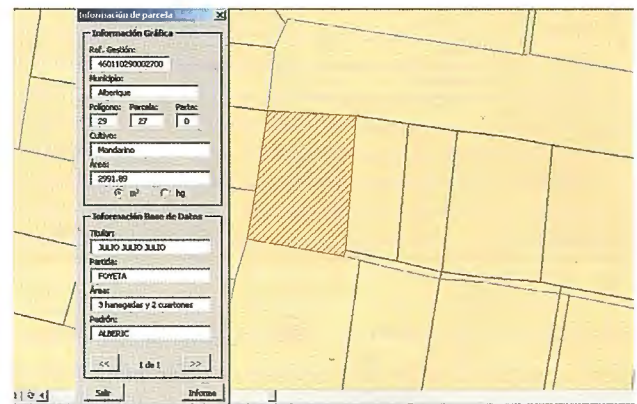 Información de parcela
Información Gráfica
Ref. Gestión:
460110290002700
Municipio:
Alberique
Polígono: Parcela: Parte:
29 27 0
Cultivo:
Mandarino
Área:
2991.89
m² hg
Información Base de Datos
Titular:
JULIO JULIO JULIO
Partida:
FOYETA
Área:
3 hanegadas y 2 cuartones
Padrón:
ALBERIC
<< 1 de 1 >>
Salir Informe